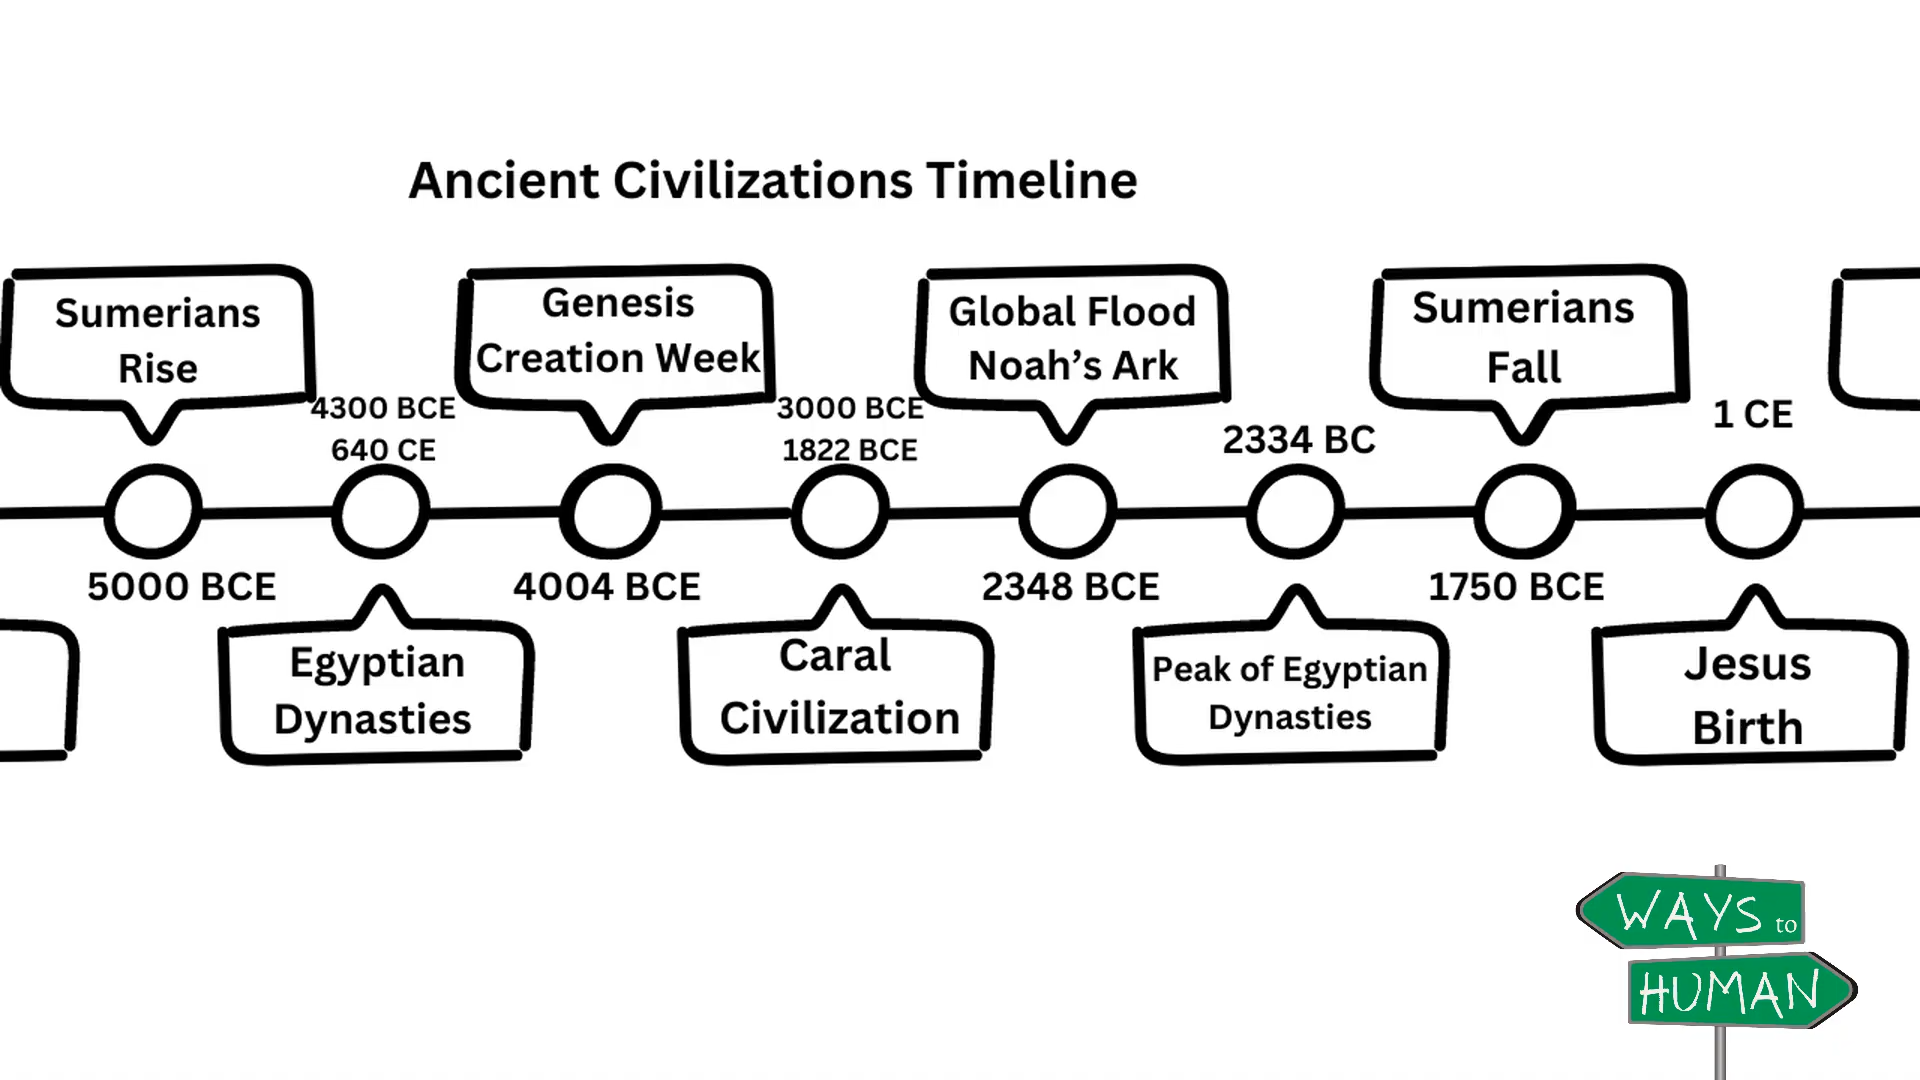 Ancient Civilizations Timeline
Sumerians
Rise
5000 BCE
4300 BCE
640 CE
Egyptian
Dynasties
Genesis
Creation Week
4004 BCE
3000 BCE
1822 BCE
Caral
Civilization
Global Flood
Noah’s Ark
2348 BCE
2334 BC
Peak of Egyptian
Dynasties
Sumerians
Fall
1750 BCE
1 CE
Jesus
Birth
WAYS to
HUMAN